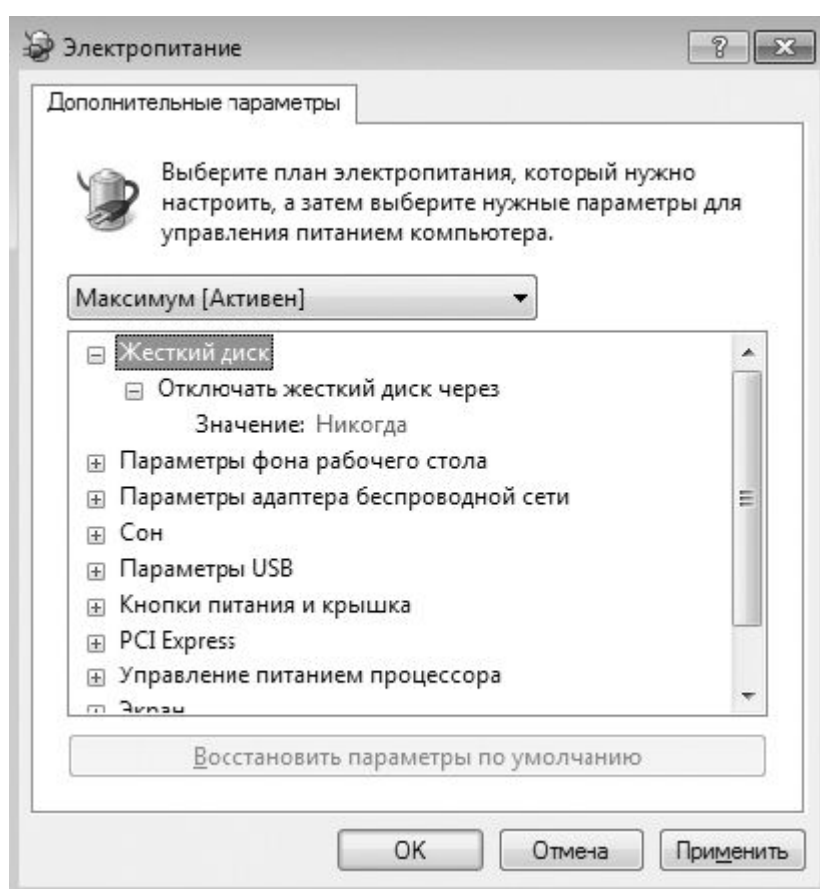 Электропитание
Дополнительные параметры
Выберите план электропитания, который нужно
настроить, а затем выберите нужные параметры для
управления питанием компьютера.
Максимум [Активен]
Жесткий диск
Отключать жесткий диск через
Значение: Никогда
Параметры фона рабочего стола
Параметры адаптера беспроводной сети
Сон
Параметры USB
Кнопки питания и крышка
PCI Express
Управление питанием процессора
Экран
Восстановить параметры по умолчанию
OK Отмена Применить